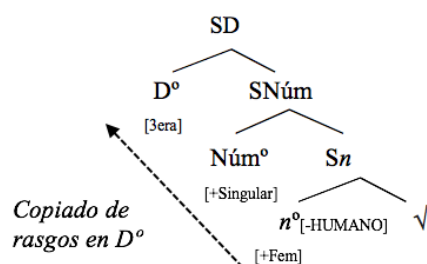 SD
Dº SNúm
[3era]
Númº Sn
[+Singular]
nº[-HUMANO] √
Copiado de
rasgos en Dº
[+Fem]